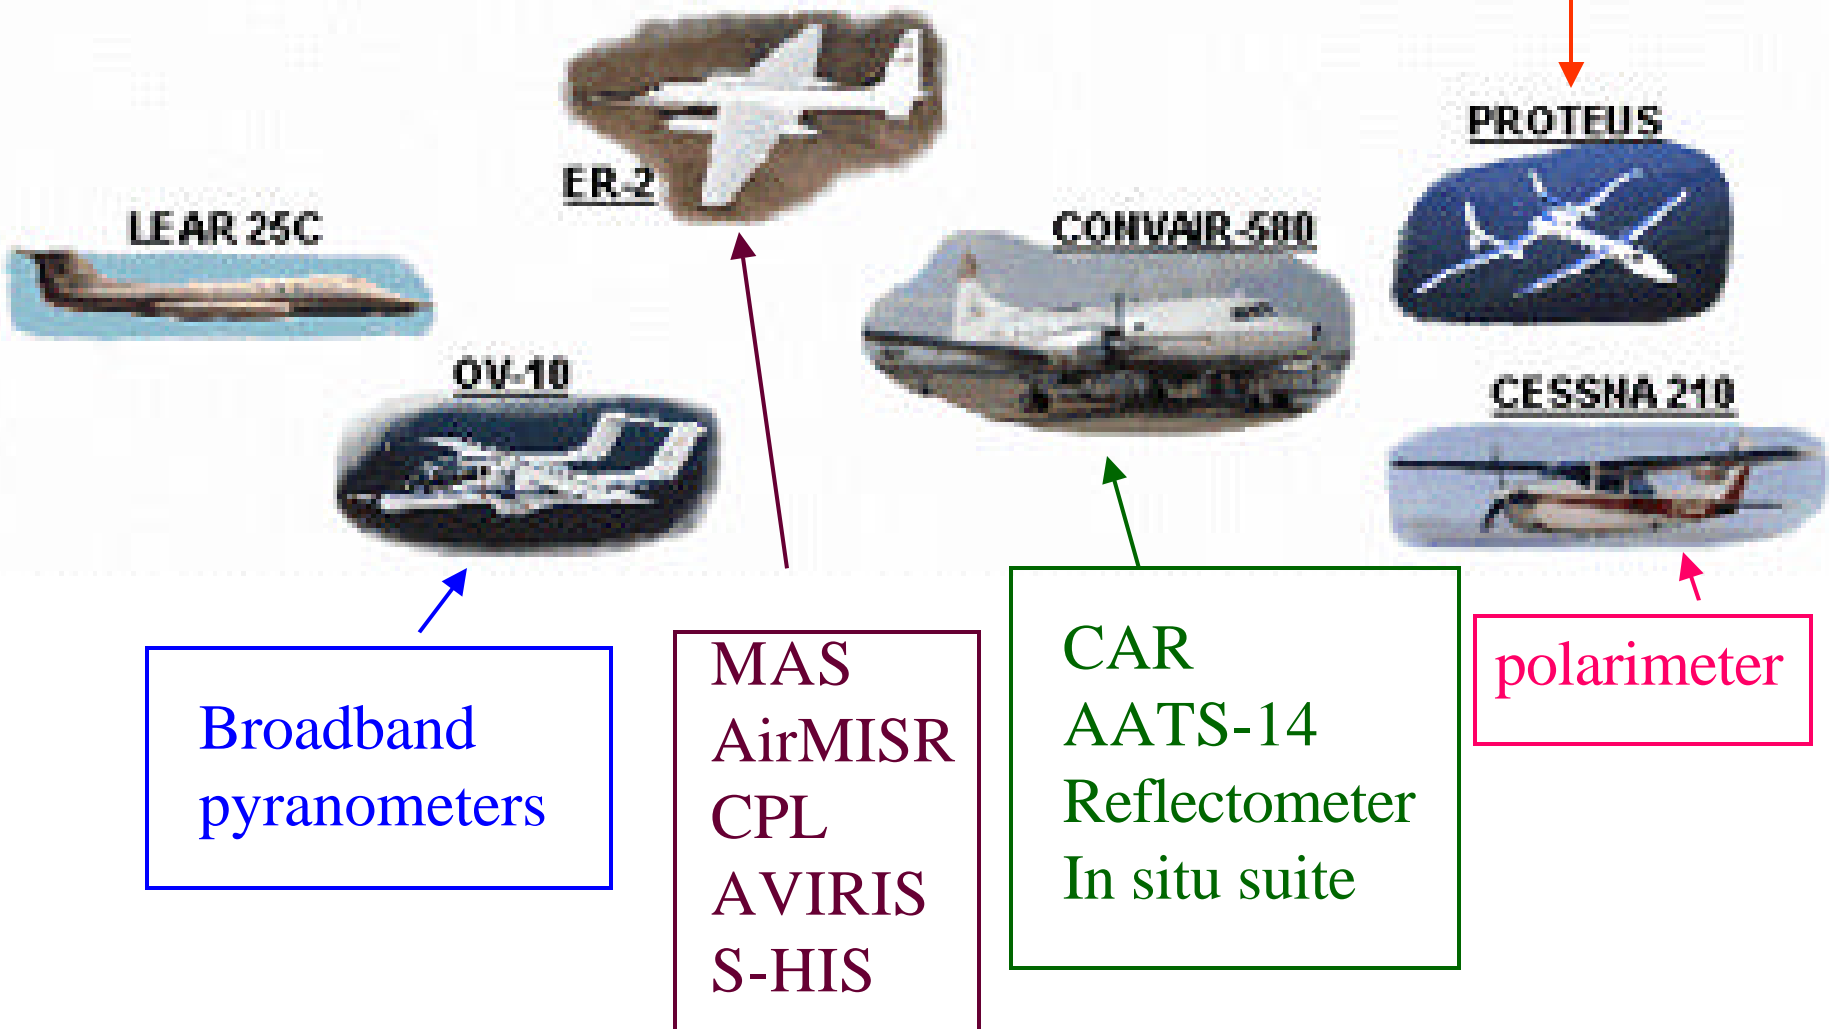 PROTEUS
ER-2
LEAR 25C
CONVAIR-580
OV-10
CESSNA 210
Broadband
pyranometers
MAS
AirMISR
CPL
AVIRIS
S-HIS
CAR
AATS-14
Reflectometer
In situ suite
polarimeter